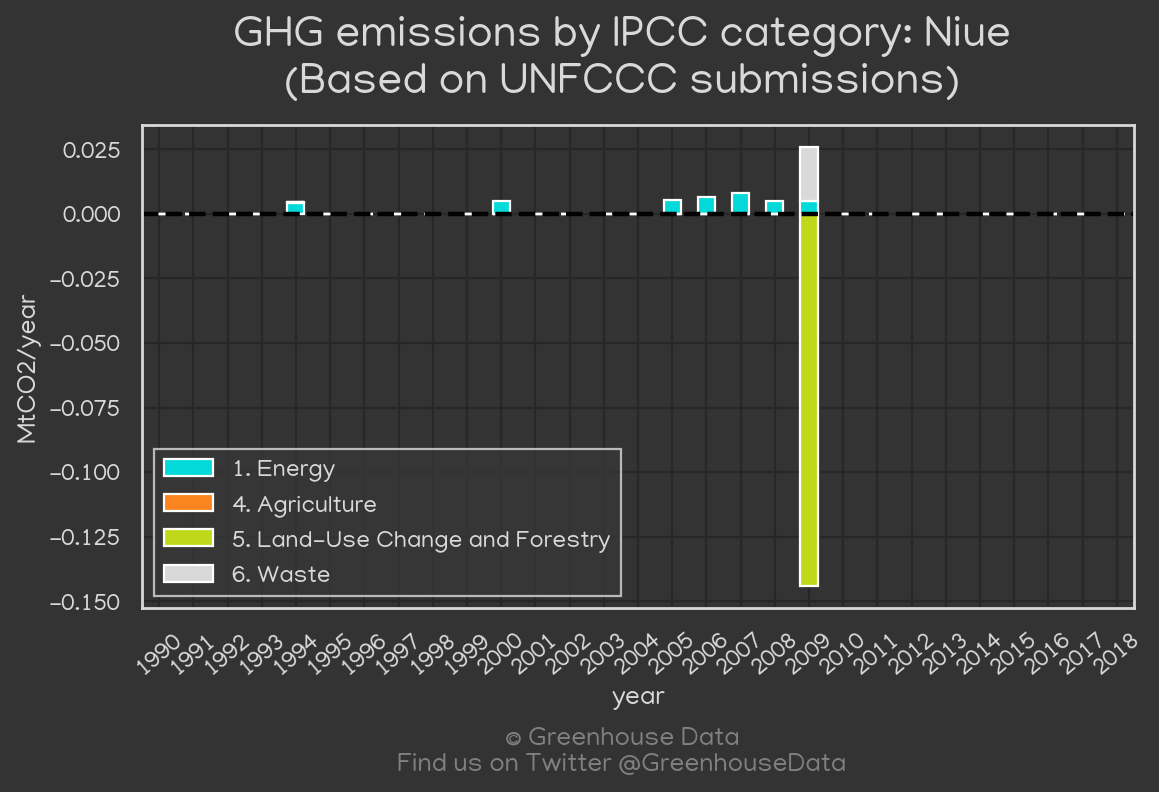 GHG emissions by IPCC category: Niue
(Based on UNFCCC submissions)
0.025
0.000
−0.025
−0.050
−0.075
−0.100
−0.125
−0.150
MtCO2/year
1. Energy
4. Agriculture
5. Land-Use Change and Forestry
6. Waste
1990 1991 1992 1993 1994 1995 1996 1997 1998 1999 2000 2001 2002 2003 2004 2005 2006 2007 2008 2009 2010 2011 2012 2013 2014 2015 2016 2017 2018
year
© Greenhouse Data
Find us on Twitter @GreenhouseData